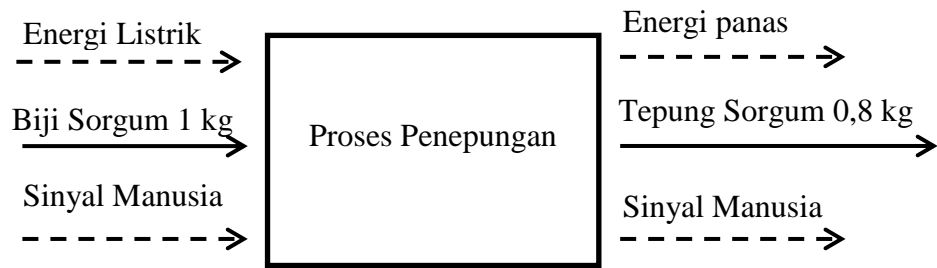 Energi Listrik
Biji Sorgum 1 kg
Sinyal Manusia
Proses Penepungan
Energi panas
Tepung Sorgum 0,8 kg
Sinyal Manusia